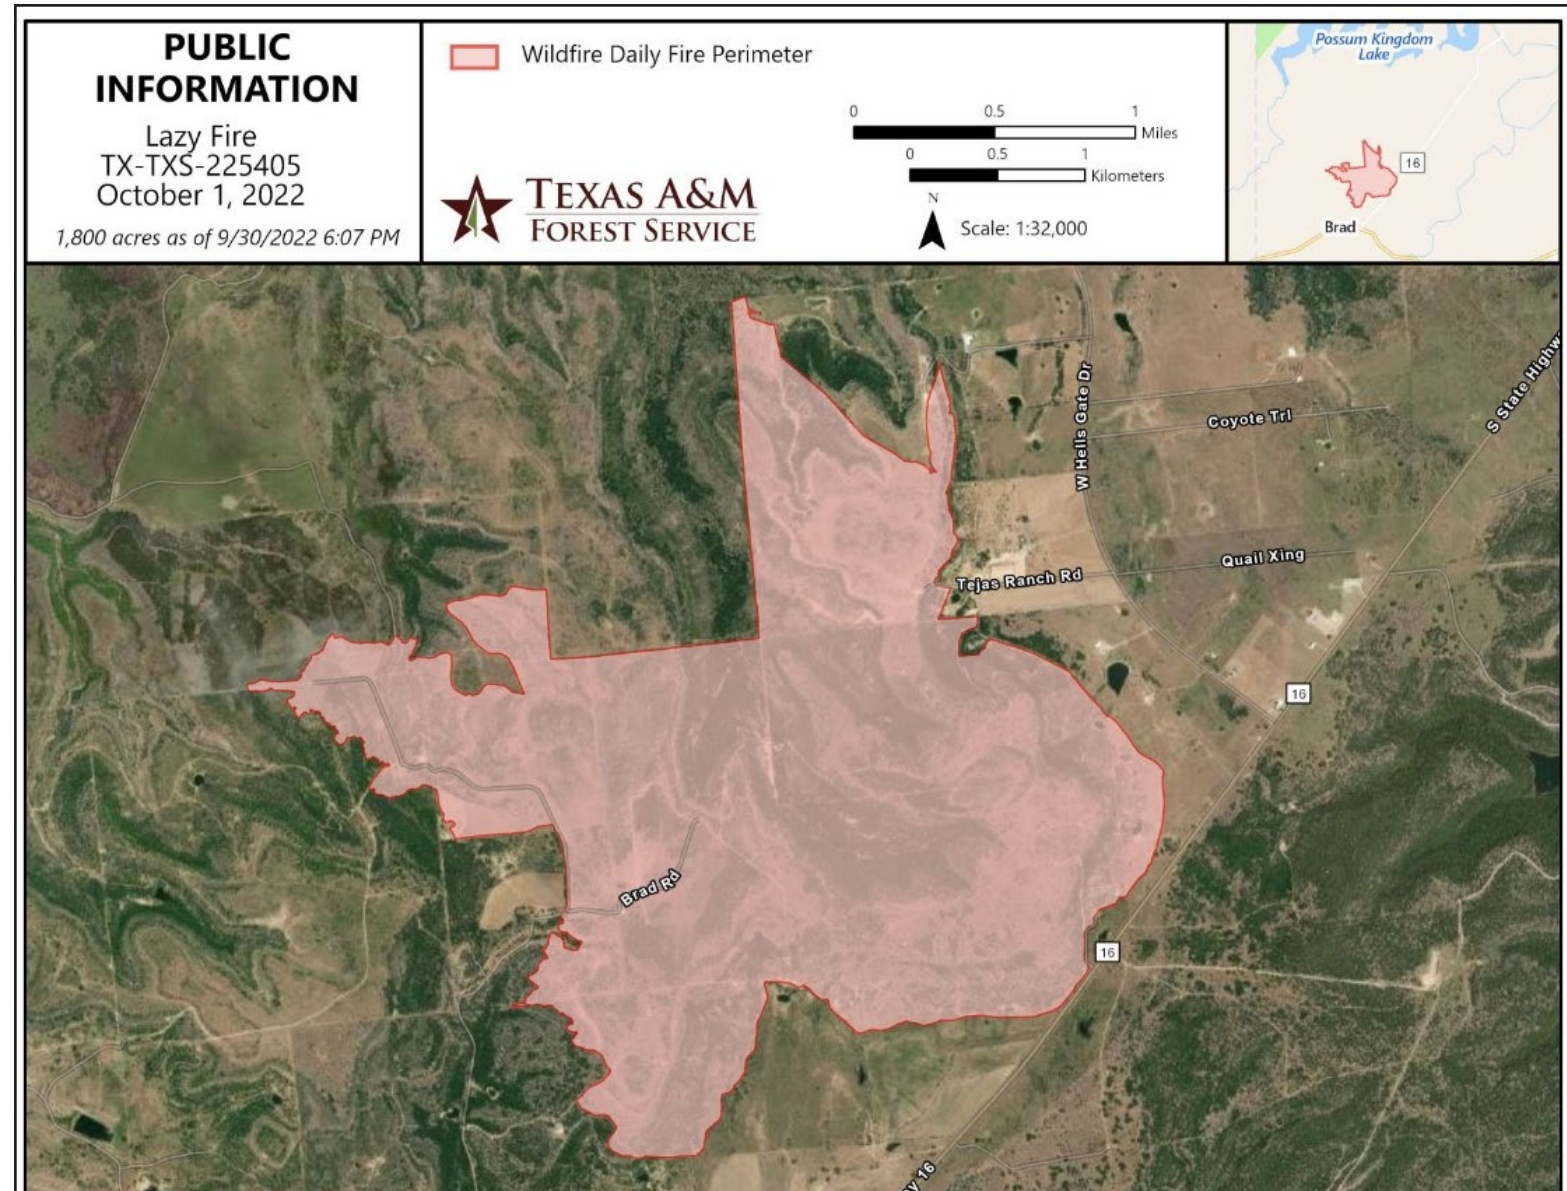 PUBLIC
INFORMATION
Lazy Fire
TX-TXS-225405
October 1, 2022
1,800 acres as of 9/30/2022 6:07 PM
Wildfire Daily Fire Perimeter
TEXAS A&M
FOREST SERVICE
0 0.5 1
Miles
0 0.5 1
Kilometers
N
Scale: 1:32,000
Possum Kingdom
Lake
16
Brad
W Hells Gate Dr
Coyote Trl
S State Highw
Tejas Ranch Rd
Quail Xing
16
Brad Rd
16
y 16